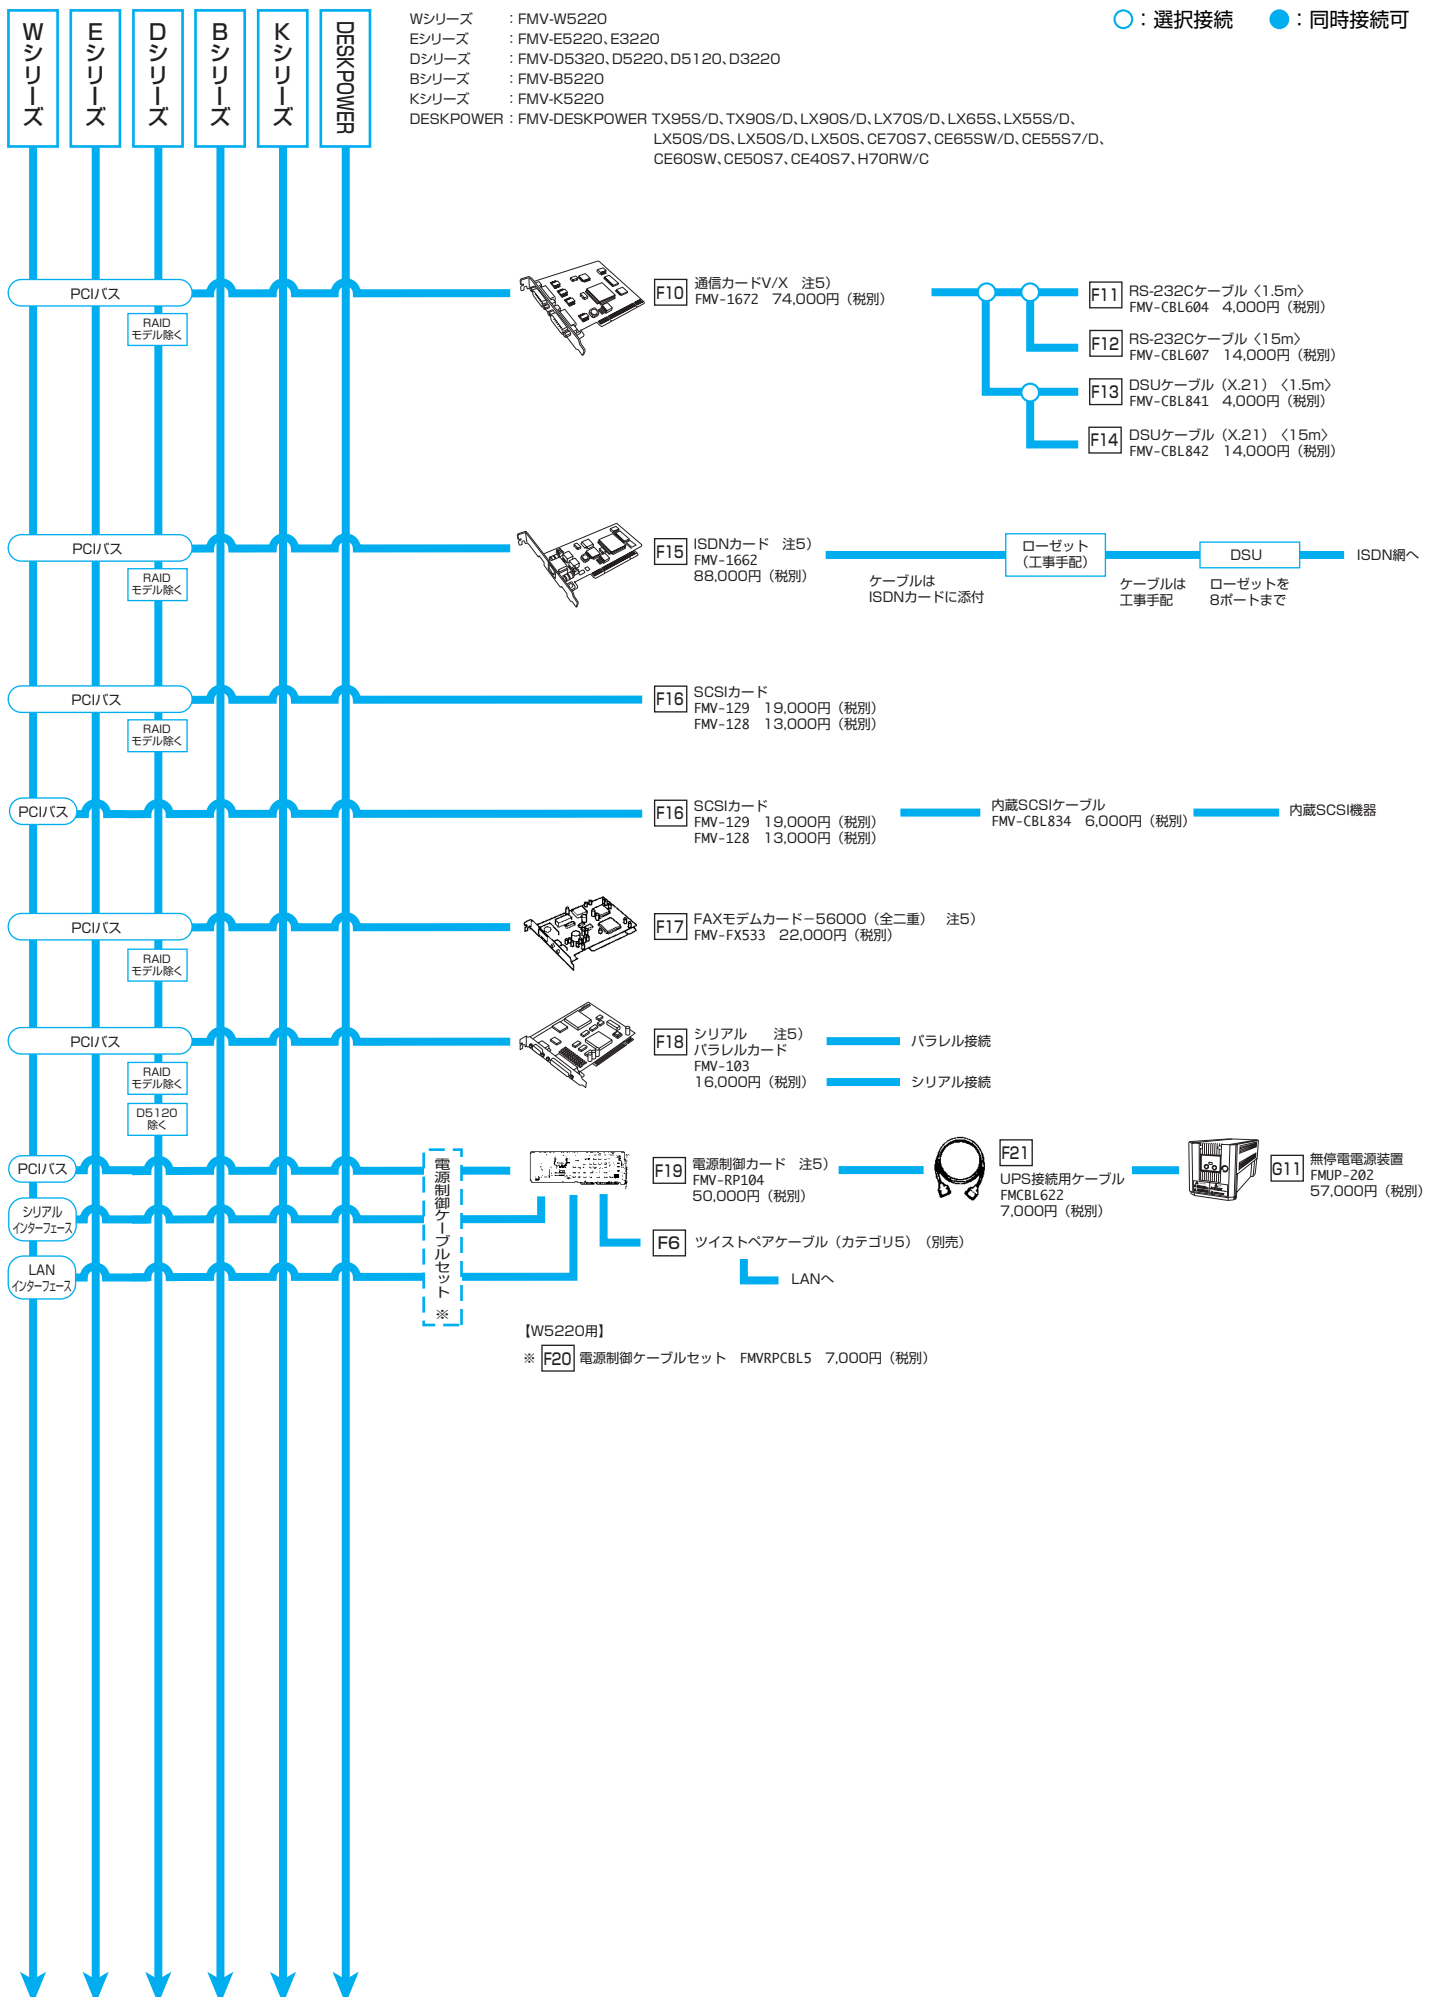 Wシリーズ
Eシリーズ
Dシリーズ
Bシリーズ
Kシリーズ
DESKPOWER
Wシリーズ ：FMV-W5220
Eシリーズ ：FMV-E5220、E3220
Dシリーズ ：FMV-D5320、D5220、D5120、D3220
Bシリーズ ：FMV-B5220
Kシリーズ ：FMV-K5220
DESKPOWER：FMV-DESKPOWER TX95S/D、TX90S/D、LX90S/D、LX70S/D、LX65S、LX55S/D、
LX50S/DS、LX50S/D、LX50S、CE70S7、CE65SW/D、CE55S7/D、
CE60SW、CE50S7、CE40S7、H70RW/C
○：選択接続 ●：同時接続可
PCIバス
RAID
モデル除く
F10 通信カードV/X 注5）
FMV-1672 74,000円（税別）
F11 RS-232Cケーブル〈1.5m〉
FMV-CBL604 4,000円（税別）
F12 RS-232Cケーブル〈15m〉
FMV-CBL607 14,000円（税別）
F13 DSUケーブル（X.21）〈1.5m〉
FMV-CBL841 4,000円（税別）
F14 DSUケーブル（X.21）〈15m〉
FMV-CBL842 14,000円（税別）
PCIバス
RAID
モデル除く
F15 ISDNカード 注5）
FMV-1662
88,000円（税別）
ケーブルは
ISDNカードに添付
ローゼット
（工事手配）
ケーブルは
工事手配
DSU
ローゼットを
8ポートまで
ISDN網へ
PCIバス
RAID
モデル除く
F16 SCSIカード
FMV-129 19,000円（税別）
FMV-128 13,000円（税別）
PCIバス
F16 SCSIカード
FMV-129 19,000円（税別）
FMV-128 13,000円（税別）
内蔵SCSIケーブル
FMV-CBL834 6,000円（税別）
内蔵SCSI機器
PCIバス
RAID
モデル除く
F17 FAXモデムカード－56000（全二重） 注5）
FMV-FX533 22,000円（税別）
PCIバス
RAID
モデル除く
D5120
除く
F18 シリアル 注5）
パラレルカード
FMV-103
16,000円（税別）
パラレル接続
シリアル接続
PCIバス
シリアル
インターフェース
LAN
インターフェース
電源制御ケーブルセット ※
F19 電源制御カード 注5）
FMV-RP104
50,000円（税別）
F21
UPS接続用ケーブル
FMCBL622
7,000円（税別）
G11 無停電電源装置
FMUP-202
57,000円（税別）
F6 ツイストペアケーブル（カテゴリ5）（別売）
LANへ
【W5220用】
※ F20 電源制御ケーブルセット FMVRPCBL5 7,000円（税別）